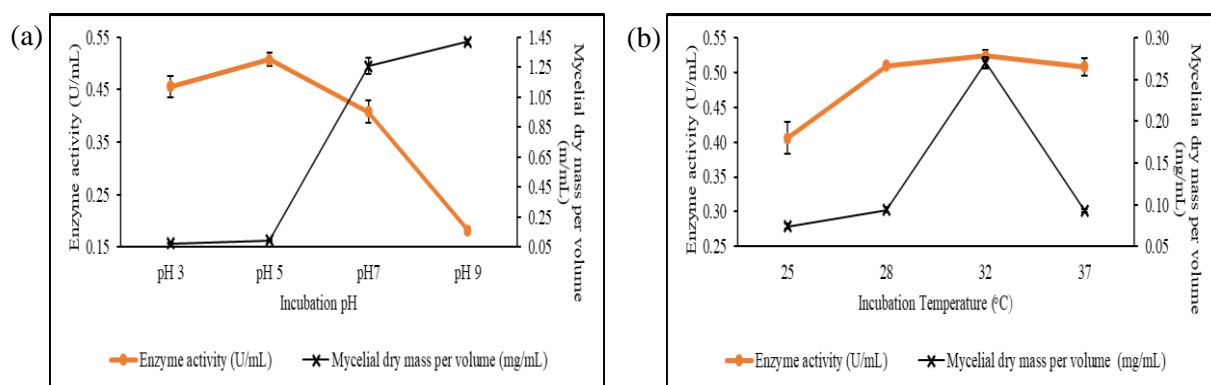 (a)
Enzyme activity (U/mL)
0.55
0.45
0.35
0.25
0.15
1.45
1.25
1.05
0.85
0.65
0.45
0.25
0.05
Mycelial dry mass per volume
(m/mL)
pH 3 pH 5 pH7 pH 9
Incubation pH
Enzyme activity (U/mL) Mycelial dry mass per volume (mg/mL)
(b)
Enzyme activity (U/mL)
0.55
0.50
0.45
0.40
0.35
0.30
0.25
0.30
0.25
0.20
0.15
0.10
0.05
Myceliala dry mass per volume
(mg/mL)
25 28 32 37
Incubation Temperature (°C)
Enzyme activity (U/mL) Mycelial dry mass per volume (mg/mL)